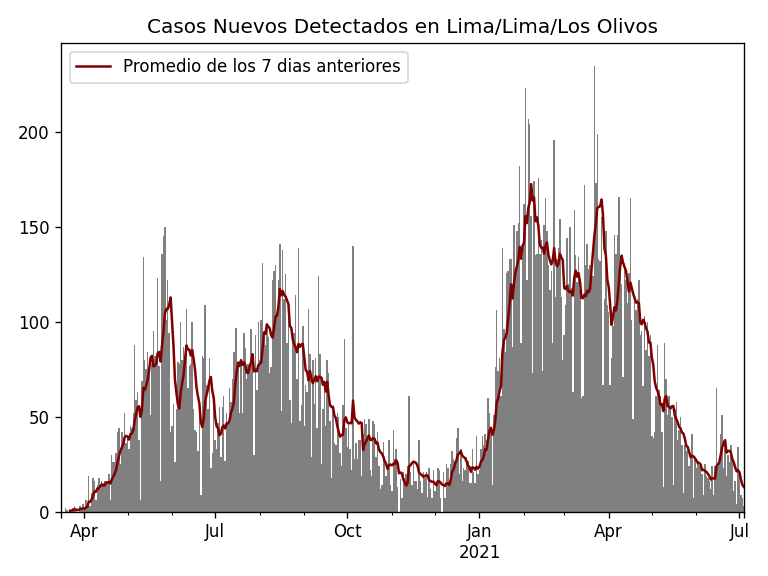 Casos Nuevos Detectados en Lima/Lima/Los Olivos
Promedio de los 7 dias anteriores
200
150
100
50
0
Apr Jul Oct Jan Apr Jul
2021